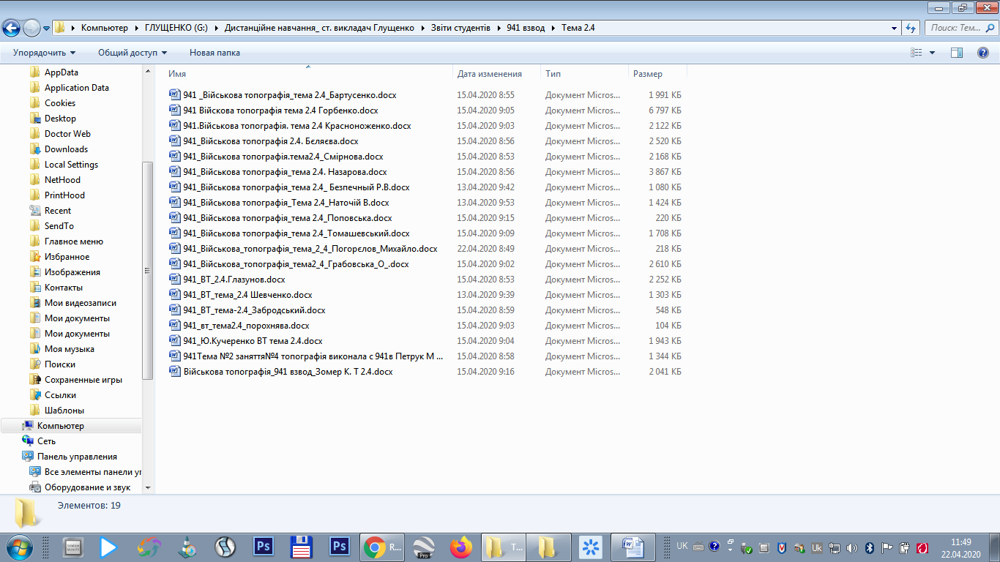 Компьютер ГЛУЩЕНКО (G:) Дистанційне навчання_ ст. викладач Глущенко Звіти студентів 941 взвод Тема 2.4 Поиск: Тем...
Упорядочить Общий доступ Новая папка
AppData
Application Data
Cookies
Desktop
Doctor Web
Downloads
Local Settings
NetHood
PrintHood
Recent
SendTo
Главное меню
Избранное
Изображения
Контакты
Мои видеозаписи
Мои документы
Мои документы
Моя музыка
Поиски
Сохраненные игры
Ссылки
Шаблоны
Компьютер
Сеть
Панель управления
Все элементы панели уп
Оборудование и звук
Имя Дата изменения Тип Размер
941 _Військова топографія_тема 2.4_Бартусенко.docx 15.04.2020 8:55 Документ Micros... 1 991 КБ
941 Війскова топографія тема 2.4 Горбенко.docx 15.04.2020 9:05 Документ Micros... 6 797 КБ
941.Військова топографія. тема 2.4 Красноноженко.docx 15.04.2020 9:03 Документ Micros... 2 122 КБ
941_Військова топографія 2.4. Бєляєва.docx 15.04.2020 8:56 Документ Micros... 2 520 КБ
941_Військова топографія.тема2.4_Смірнова.docx 15.04.2020 8:53 Документ Micros... 2 168 КБ
941_Військова топографія_тема 2.4. Назарова.docx 15.04.2020 8:56 Документ Micros... 3 867 КБ
941_Військова топографія_тема 2.4_ Безпечный Р.В.docx 13.04.2020 9:42 Документ Micros... 1 080 КБ
941_Військова топографія_Тема 2.4_Наточій В.docx 13.04.2020 9:53 Документ Micros... 1 424 КБ
941_Військова топографія_тема 2.4_Поповська.docx 15.04.2020 9:15 Документ Micros... 220 КБ
941_Військова топографія_тема 2.4_Томашевський.docx 15.04.2020 9:09 Документ Micros... 1 708 КБ
941_Військова_топографія_тема_2_4_Погорєлов_Михайло.docx 22.04.2020 8:49 Документ Micros... 218 КБ
941_Військова_топографія_тема2_4_Грабовська_О_.docx 15.04.2020 9:02 Документ Micros... 2 610 КБ
941_ВТ_2.4.Глазунов.docx 15.04.2020 8:53 Документ Micros... 2 252 КБ
941_ВТ_тема_2.4 Шевченко.docx 13.04.2020 9:39 Документ Micros... 1 303 КБ
941_ВТ_тема-2.4_Забродський.docx 15.04.2020 8:59 Документ Micros... 548 КБ
941_вт_тема2.4_порохнява.docx 15.04.2020 9:03 Документ Micros... 104 КБ
941_Ю.Кучеренко ВТ тема 2.4.docx 15.04.2020 9:04 Документ Micros... 1 943 КБ
941Тема №2 заняття№4 топографія виконала с 941в Петрук М ... 15.04.2020 8:58 Документ Micros... 1 344 КБ
Військова топографія_941 взвод_Зомер К. Т 2.4.docx 15.04.2020 9:16 Документ Micros... 2 041 КБ
Элементов: 19
Ps Ps R... Pro Т... UK Uk 11:49
22.04.2020